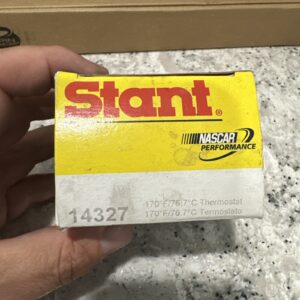 Stant®
NASCAR
PERFORMANCE
170°F/76.7°C Thermostat
14327 170°F/76.7°C Termostato